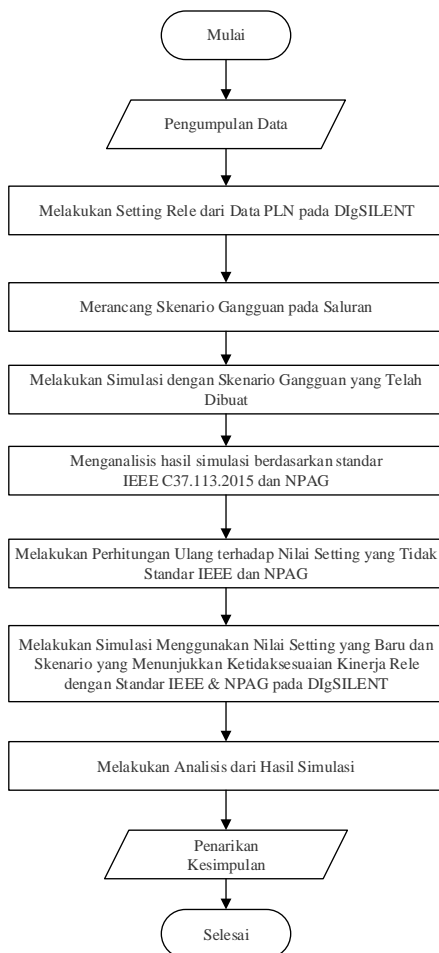 Mulai
Pengumpulan Data
Melakukan Setting Rele dari Data PLN pada DIgSILENT
Merancang Skenario Gangguan pada Saluran
Melakukan Simulasi dengan Skenario Gangguan yang Telah
Dibuat
Menganalisis hasil simulasi berdasarkan standar
IEEE C37.113.2015 dan NPAG
Melakukan Perhitungan Ulang terhadap Nilai Setting yang Tidak
Standar IEEE dan NPAG
Melakukan Simulasi Menggunakan Nilai Setting yang Baru dan
Skenario yang Menunjukkan Ketidaksesuaian Kinerja Rele
dengan Standar IEEE & NPAG pada DIgSILENT
Melakukan Analisis dari Hasil Simulasi
Penarikan
Kesimpulan
Selesai